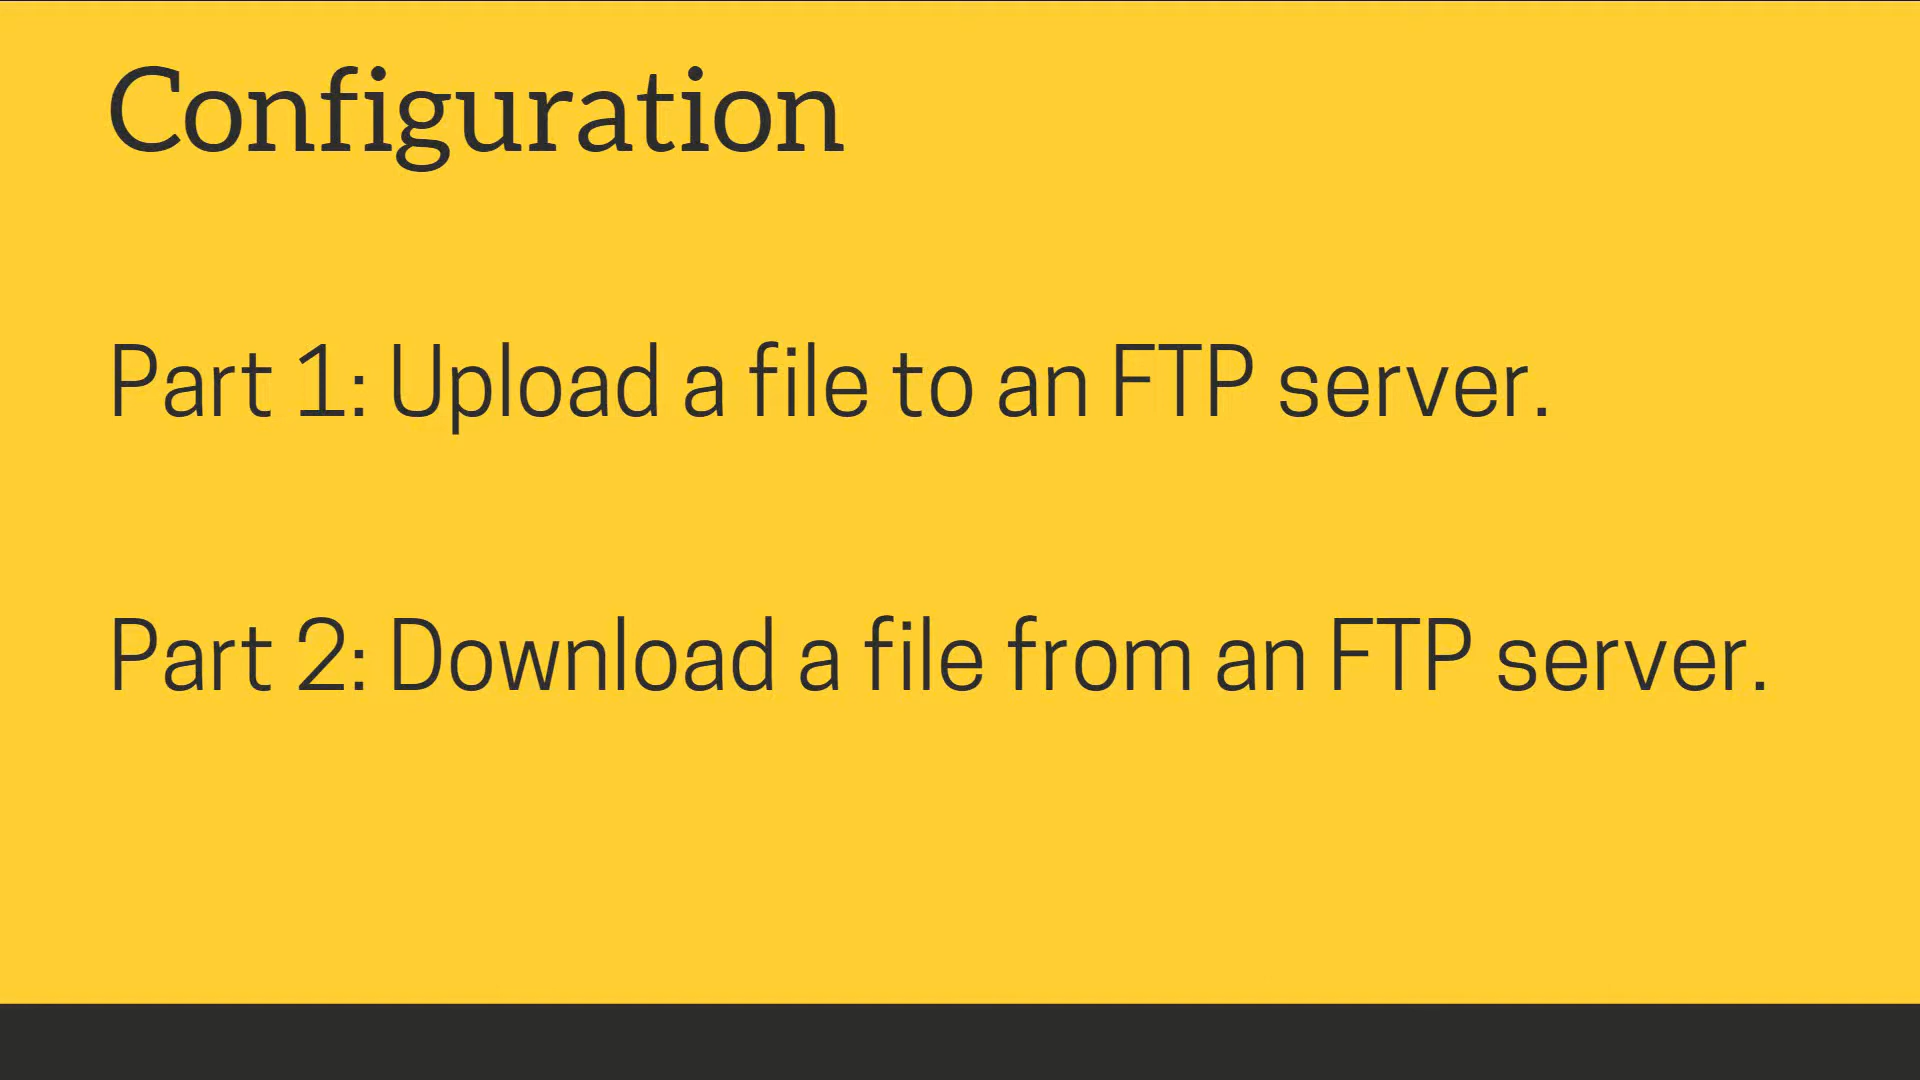 Configuration
Part 1: Upload a file to an FTP server.
Part 2: Download a file from an FTP server.